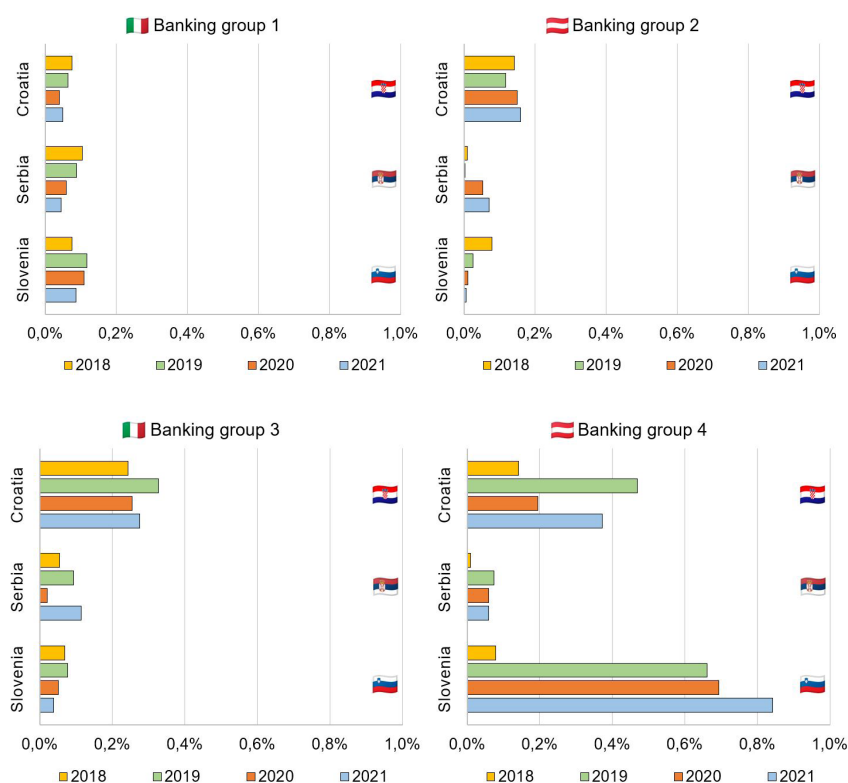 Banking group 1
Croatia
Serbia
Slovenia
0,0% 0,2% 0,4% 0,6% 0,8% 1,0%
2018 2019 2020 2021
Banking group 2
Croatia
Serbia
Slovenia
0,0% 0,2% 0,4% 0,6% 0,8% 1,0%
2018 2019 2020 2021
Banking group 3
Croatia
Serbia
Slovenia
0,0% 0,2% 0,4% 0,6% 0,8% 1,0%
2018 2019 2020 2021
Banking group 4
Croatia
Serbia
Slovenia
0,0% 0,2% 0,4% 0,6% 0,8% 1,0%
2018 2019 2020 2021